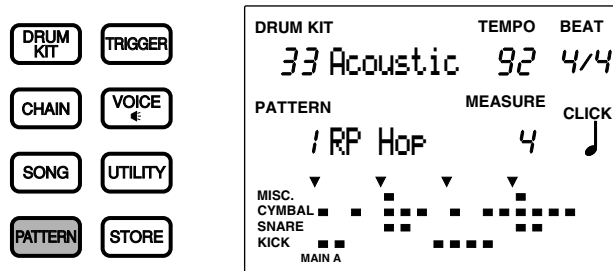 DRUM KIT TRIGGER
CHAIN VOICE
SONG UTILITY
PATTERN STORE
DRUM KIT TEMPO BEAT
33 Acoustic 92 4/4
PATTERN MEASURE CLICK
1 RP Hop 4
MISC.
CYMBAL
SNARE
KICK
MAIN A